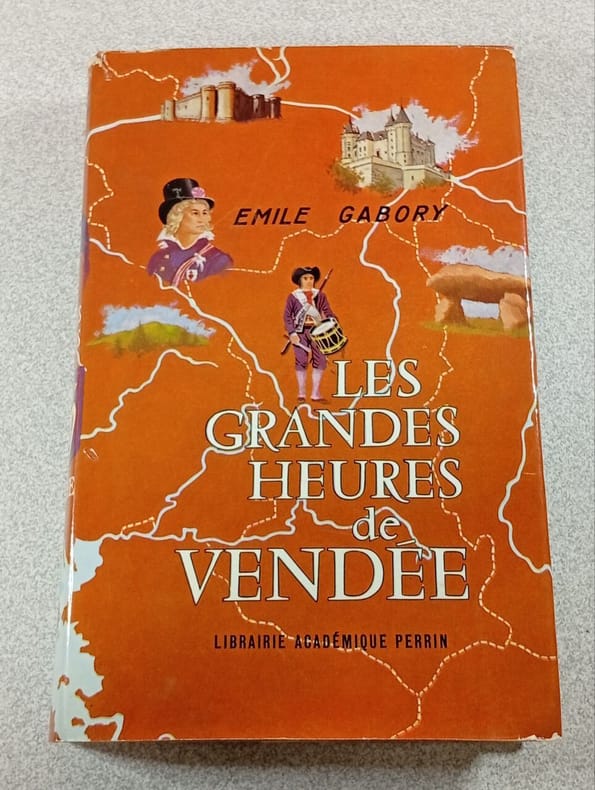 EMILE GABORY
LES
GRANDES
HEURES
de
VENDÉE
LIBRAIRIE ACADÉMIQUE PERRIN